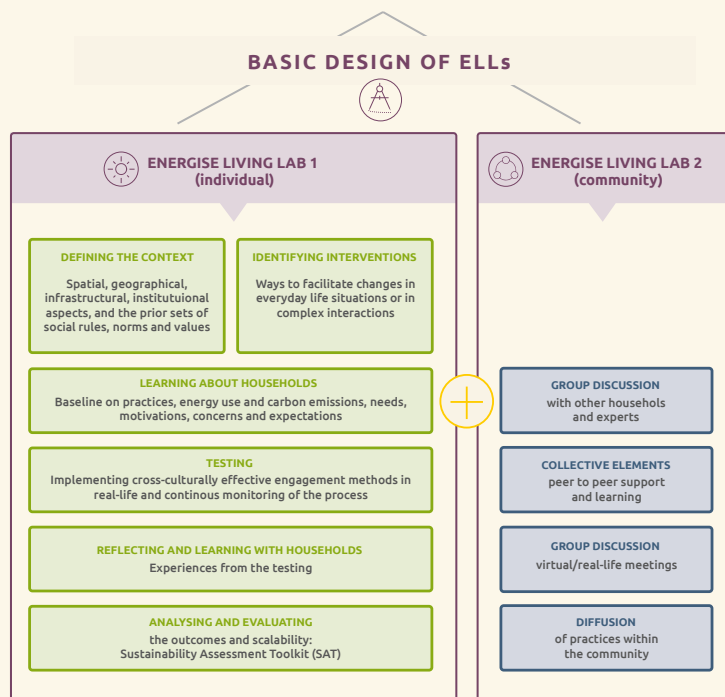 BASIC DESIGN OF ELLs
ENERGISE LIVING LAB 1
(individual)
DEFINING THE CONTEXT
Spatial, geographical,
infrastructural, institutuional
aspects, and the prior sets of
social rules, norms and values
IDENTIFYING INTERVENTIONS
Ways to facilitate changes in
everyday life situations or in
complex interactions
LEARNING ABOUT HOUSEHOLDS
Baseline on practices, energy use and carbon emissions, needs,
motivations, concerns and expectations
TESTING
Implementing cross-culturally effective engagement methods in
real-life and continous monitoring of the process
REFLECTING AND LEARNING WITH HOUSEHOLDS
Experiences from the testing
ANALYSING AND EVALUATING
the outcomes and scalability:
Sustainability Assessment Toolkit (SAT)
ENERGISE LIVING LAB 2
(community)
GROUP DISCUSSION
with other househols
and experts
COLLECTIVE ELEMENTS
peer to peer support
and learning
GROUP DISCUSSION
virtual/real-life meetings
DIFFUSION
of practices within
the community